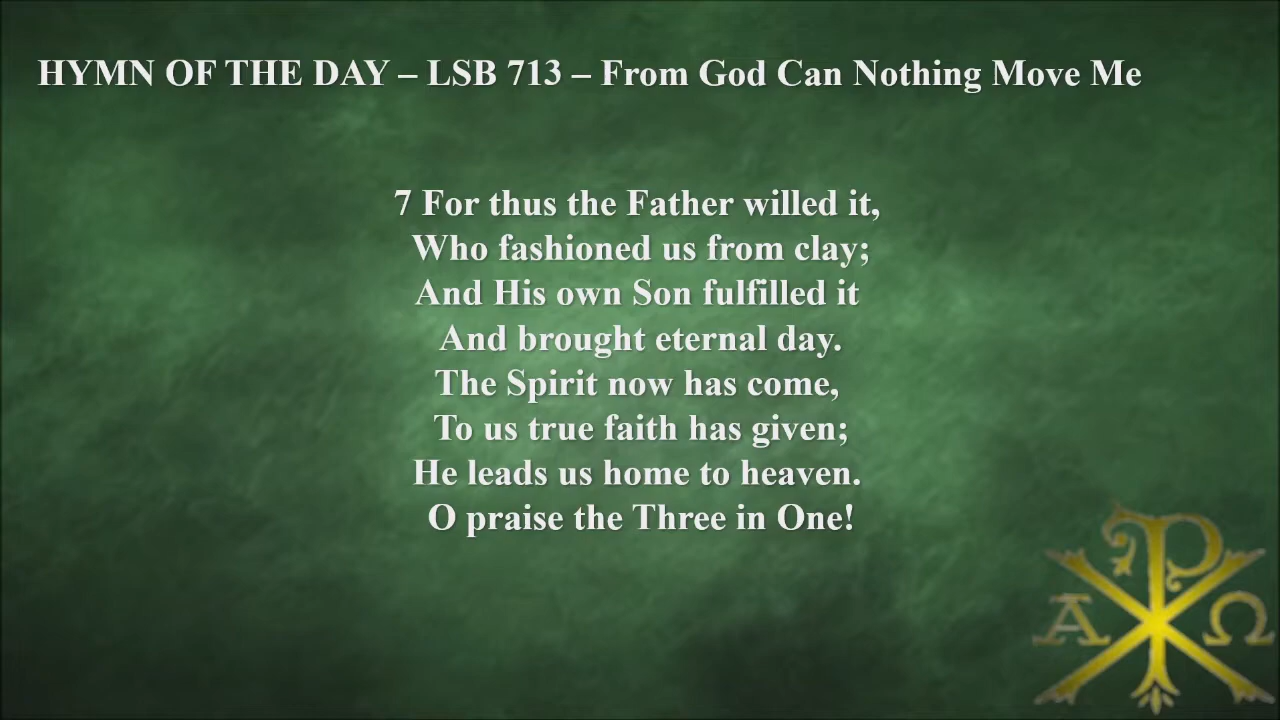 HYMN OF THE DAY – LSB 713 – From God Can Nothing Move Me
7 For thus the Father willed it,
Who fashioned us from clay;
And His own Son fulfilled it
And brought eternal day.
The Spirit now has come,
To us true faith has given;
He leads us home to heaven.
O praise the Three in One!
Α Ω